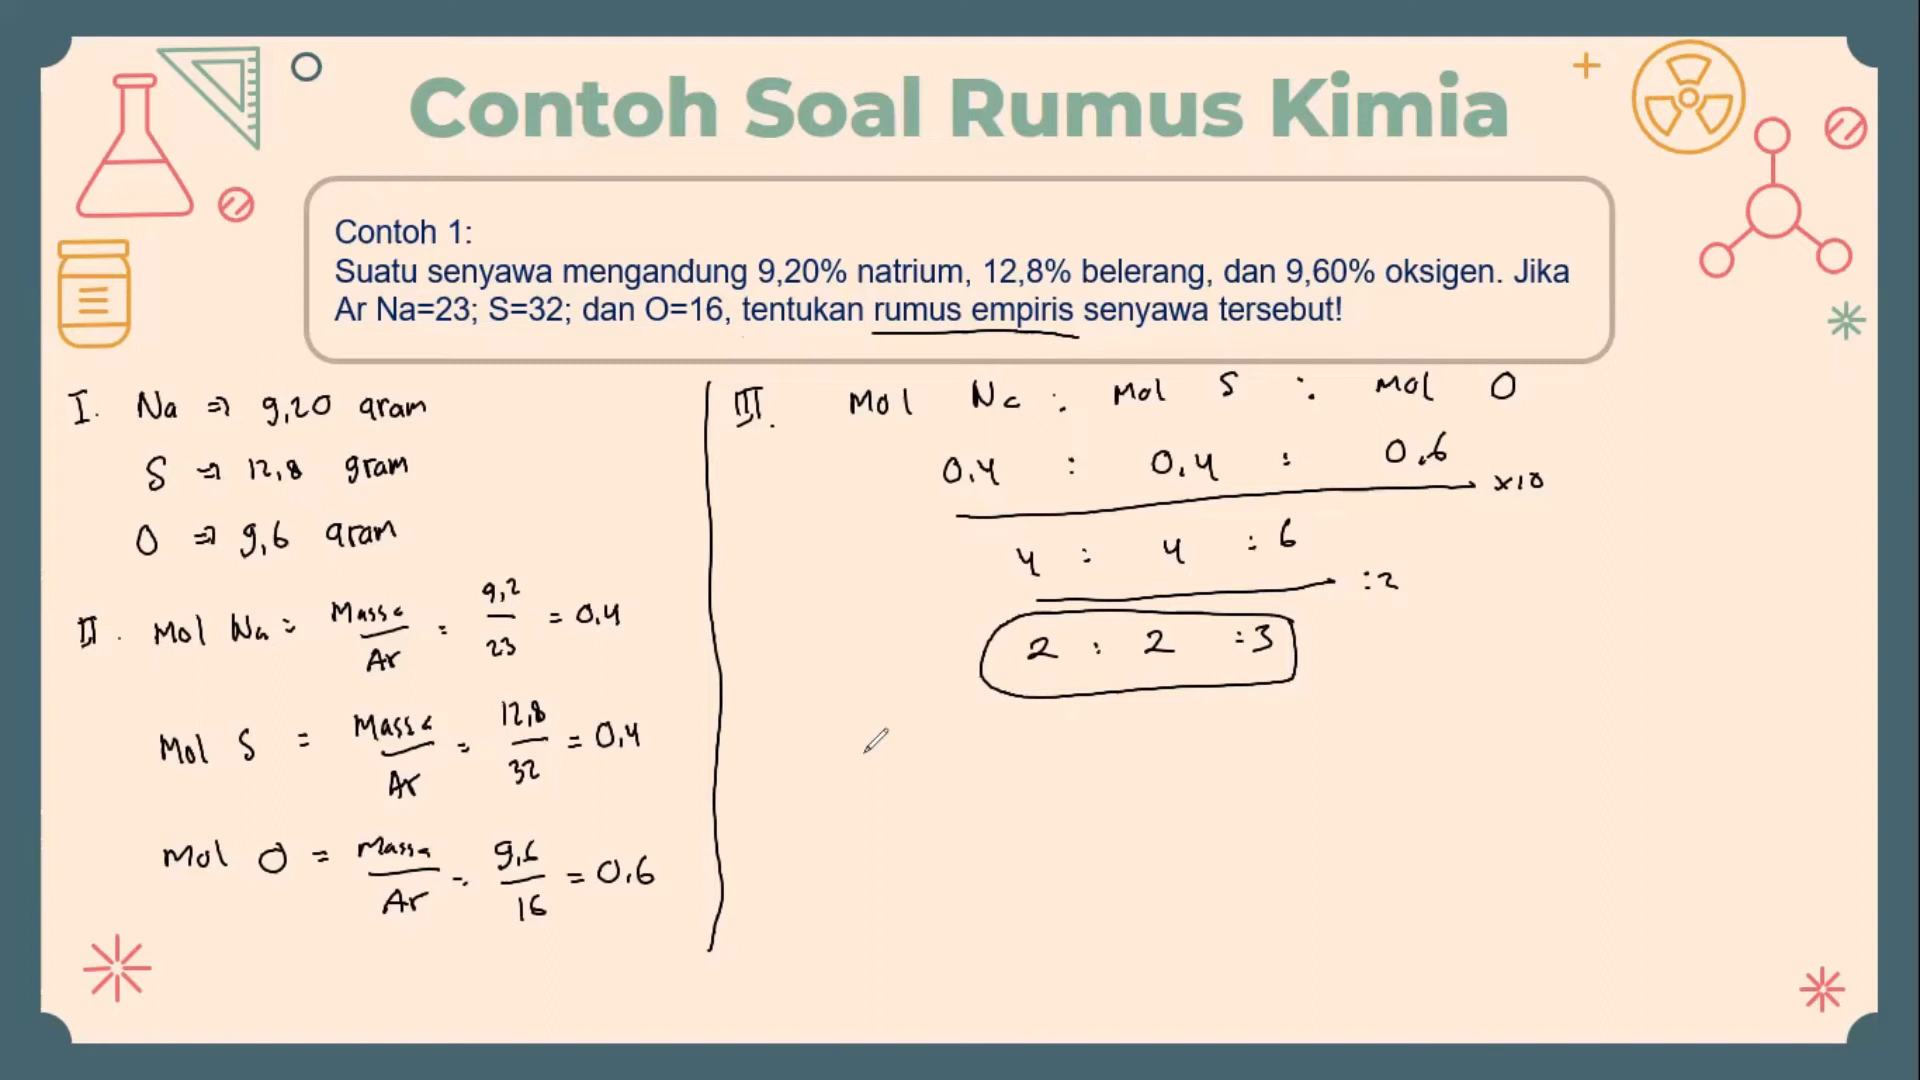 Contoh Soal Rumus Kimia
Contoh 1:
Suatu senyawa mengandung 9,20% natrium, 12,8% belerang, dan 9,60% oksigen. Jika
Ar Na=23; S=32; dan O=16, tentukan rumus empiris senyawa tersebut!
I. Na => 9,20 gram
S => 12,8 gram
O => 9,6 gram
II. Mol Na = Massa / Ar = 9,2 / 23 = 0,4
Mol S = Massa / Ar = 12,8 / 32 = 0,4
Mol O = Massa / Ar = 9,6 / 16 = 0,6
III. Mol Na : Mol S : Mol O
0,4 : 0,4 : 0,6
x10
4 : 4 : 6
:2
2 : 2 : 3